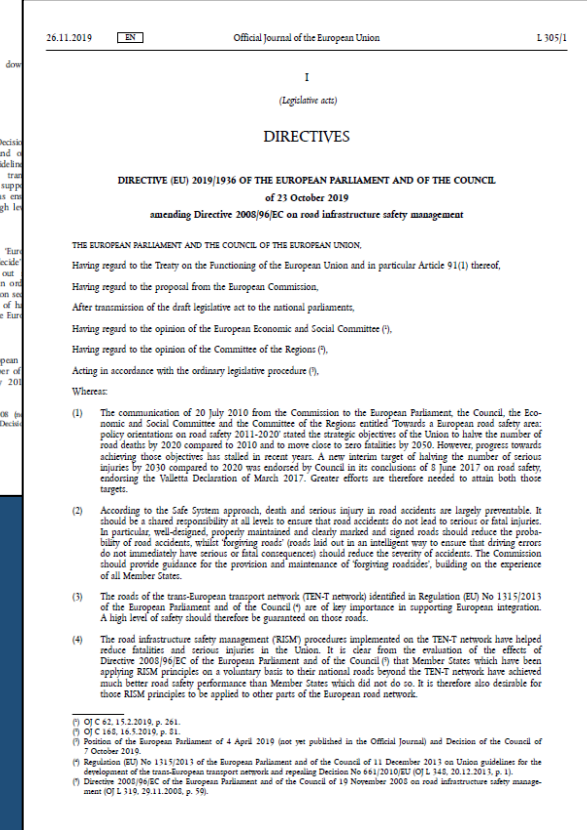 26.11.2019 EN Official Journal of the European Union L 305/1
I
(Legislative acts)
DIRECTIVES
DIRECTIVE (EU) 2019/1936 OF THE EUROPEAN PARLIAMENT AND OF THE COUNCIL
of 23 October 2019
amending Directive 2008/96/EC on road infrastructure safety management
THE EUROPEAN PARLIAMENT AND THE COUNCIL OF THE EUROPEAN UNION,
Having regard to the Treaty on the Functioning of the European Union and in particular Article 91(1) thereof,
Having regard to the proposal from the European Commission,
After transmission of the draft legislative act to the national parliaments,
Having regard to the opinion of the European Economic and Social Committee (¹),
Having regard to the opinion of the Committee of the Regions (²),
Acting in accordance with the ordinary legislative procedure (³),
Whereas:
(1) The communication of 20 July 2010 from the Commission to the European Parliament, the Council, the Eco-
nomic and Social Committee and the Committee of the Regions entitled 'Towards a European road safety area:
policy orientations on road safety 2011-2020' stated the strategic objectives of the Union to halve the number of
road deaths by 2020 compared to 2010 and to move close to zero fatalities by 2050. However, progress towards
achieving those objectives has stalled in recent years. A new interim target of halving the number of serious
injuries by 2030 compared to 2020 was endorsed by Council in its conclusions of 8 June 2017 on road safety,
endorsing the Valletta Declaration of March 2017. Greater efforts are therefore needed to attain both those
targets.
(2) According to the Safe System approach, death and serious injury in road accidents are largely preventable. It
should be a shared responsibility at all levels to ensure that road accidents do not lead to serious or fatal injuries.
In particular, well-designed, properly maintained and clearly marked and signed roads should reduce the proba-
bility of road accidents, whilst 'forgiving roads' (roads laid out in an intelligent way to ensure that driving errors
do not immediately have serious or fatal consequences) should reduce the severity of accidents. The Commission
should provide guidance for the provision and maintenance of 'forgiving roadsides', building on the experience
of all Member States.
(3) The roads of the trans-European transport network (TEN-T network) identified in Regulation (EU) No 1315/2013
of the European Parliament and of the Council (⁴) are of key importance in supporting European integration.
A high level of safety should therefore be guaranteed on those roads.
(4) The road infrastructure safety management ('RISM') procedures implemented on the TEN-T network have helped
reduce fatalities and serious injuries in the Union. It is clear from the evaluation of the effects of
Directive 2008/96/EC of the European Parliament and of the Council (⁵) that Member States which have been
applying RISM principles on a voluntary basis to their national roads beyond the TEN-T network have achieved
much better road safety performance than Member States which did not do so. It is therefore also desirable for
those RISM principles to be applied to other parts of the European road network.
(¹) OJ C 62, 15.2.2019, p. 261.
(²) OJ C 168, 16.5.2019, p. 81.
(³) Position of the European Parliament of 4 April 2019 (not yet published in the Official Journal) and Decision of the Council of
7 October 2019.
(⁴) Regulation (EU) No 1315/2013 of the European Parliament and of the Council of 11 December 2013 on Union guidelines for the
development of the trans-European transport network and repealing Decision No 661/2010/EU (OJ L 348, 20.12.2013, p. 1).
(⁵) Directive 2008/96/EC of the European Parliament and of the Council of 19 November 2008 on road infrastructure safety manage-
ment (OJ L 319, 29.11.2008, p. 59).